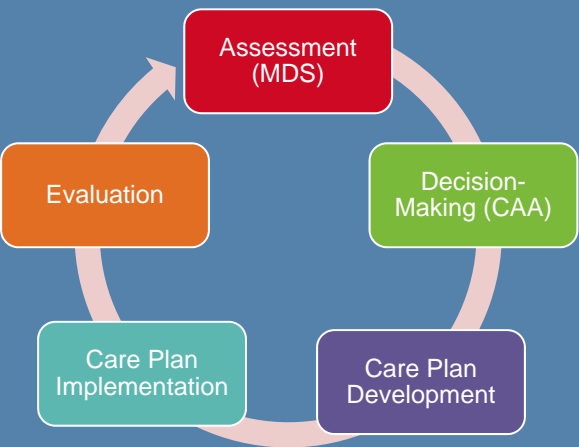 Assessment
(MDS)
Decision-
Making (CAA)
Care Plan
Development
Care Plan
Implementation
Evaluation